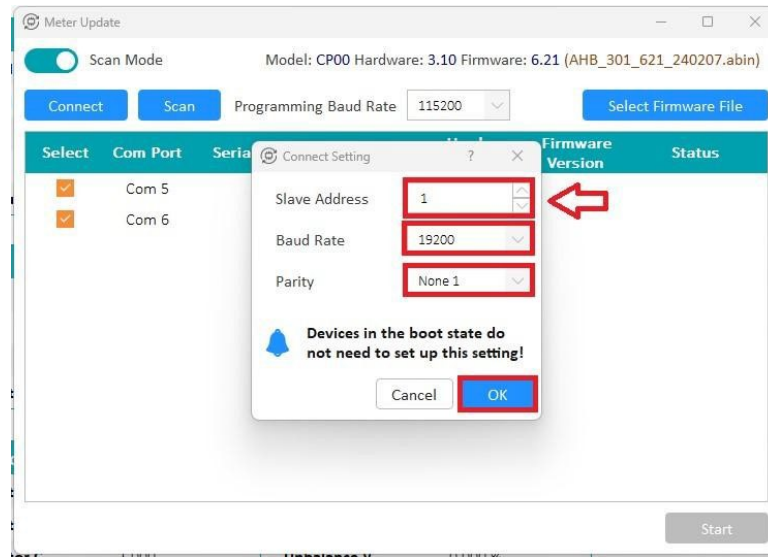 Meter Update
Scan Mode
Model: CP00 Hardware: 3.10 Firmware: 6.21 (AHB_301_621_240207.abin)
Connect
Scan
Programming Baud Rate
115200
Select Firmware File
Select
Com Port
Seria
Firmware
Version
Status
Com 5
Com 6
Connect Setting
?
Slave Address
1
Baud Rate
19200
Parity
None 1
Devices in the boot state do
not need to set up this setting!
Cancel
OK
Start